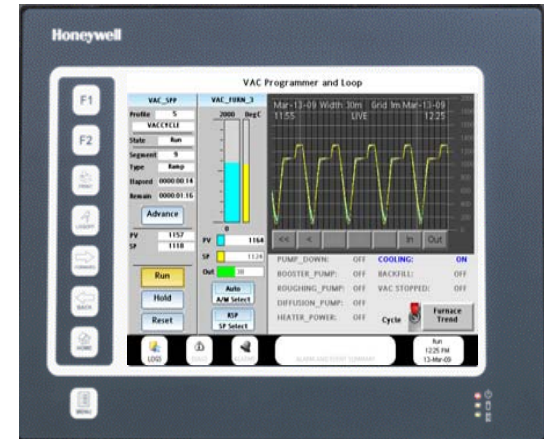 Honeywell
F1
F2
LOGOFF
FORWARD
BACK
HOME
MENU
VAC Programmer and Loop
VAC_SPP
Profile 5
VACCYCLE
State Run
Segment 9
Type Ramp
Elapsed 0000:00:14
Remain 0000:01:16
Advance
PV 1157
SP 1118
Run
Hold
Reset
VAC_FURN_3
2000 DegC
0
PV 1164
SP 1124
Out
Auto
A/M Select
RSP
SP Select
Mar-13-09 Width 30m Grid 1m Mar-13-09
11:55 LIVE 12:25
<< < In Out
PUMP_DOWN: OFF COOLING: ON
BOOSTER_PUMP: OFF BACKFILL: OFF
ROUGHING_PUMP: OFF VAC STOPPED: OFF
DIFFUSION_PUMP: OFF
HEATER_POWER: OFF Cycle
Furnace
Trend
LOGS
ALARM AND EVENT SUMMARY
Run
12:25 PM
13-Mar-09